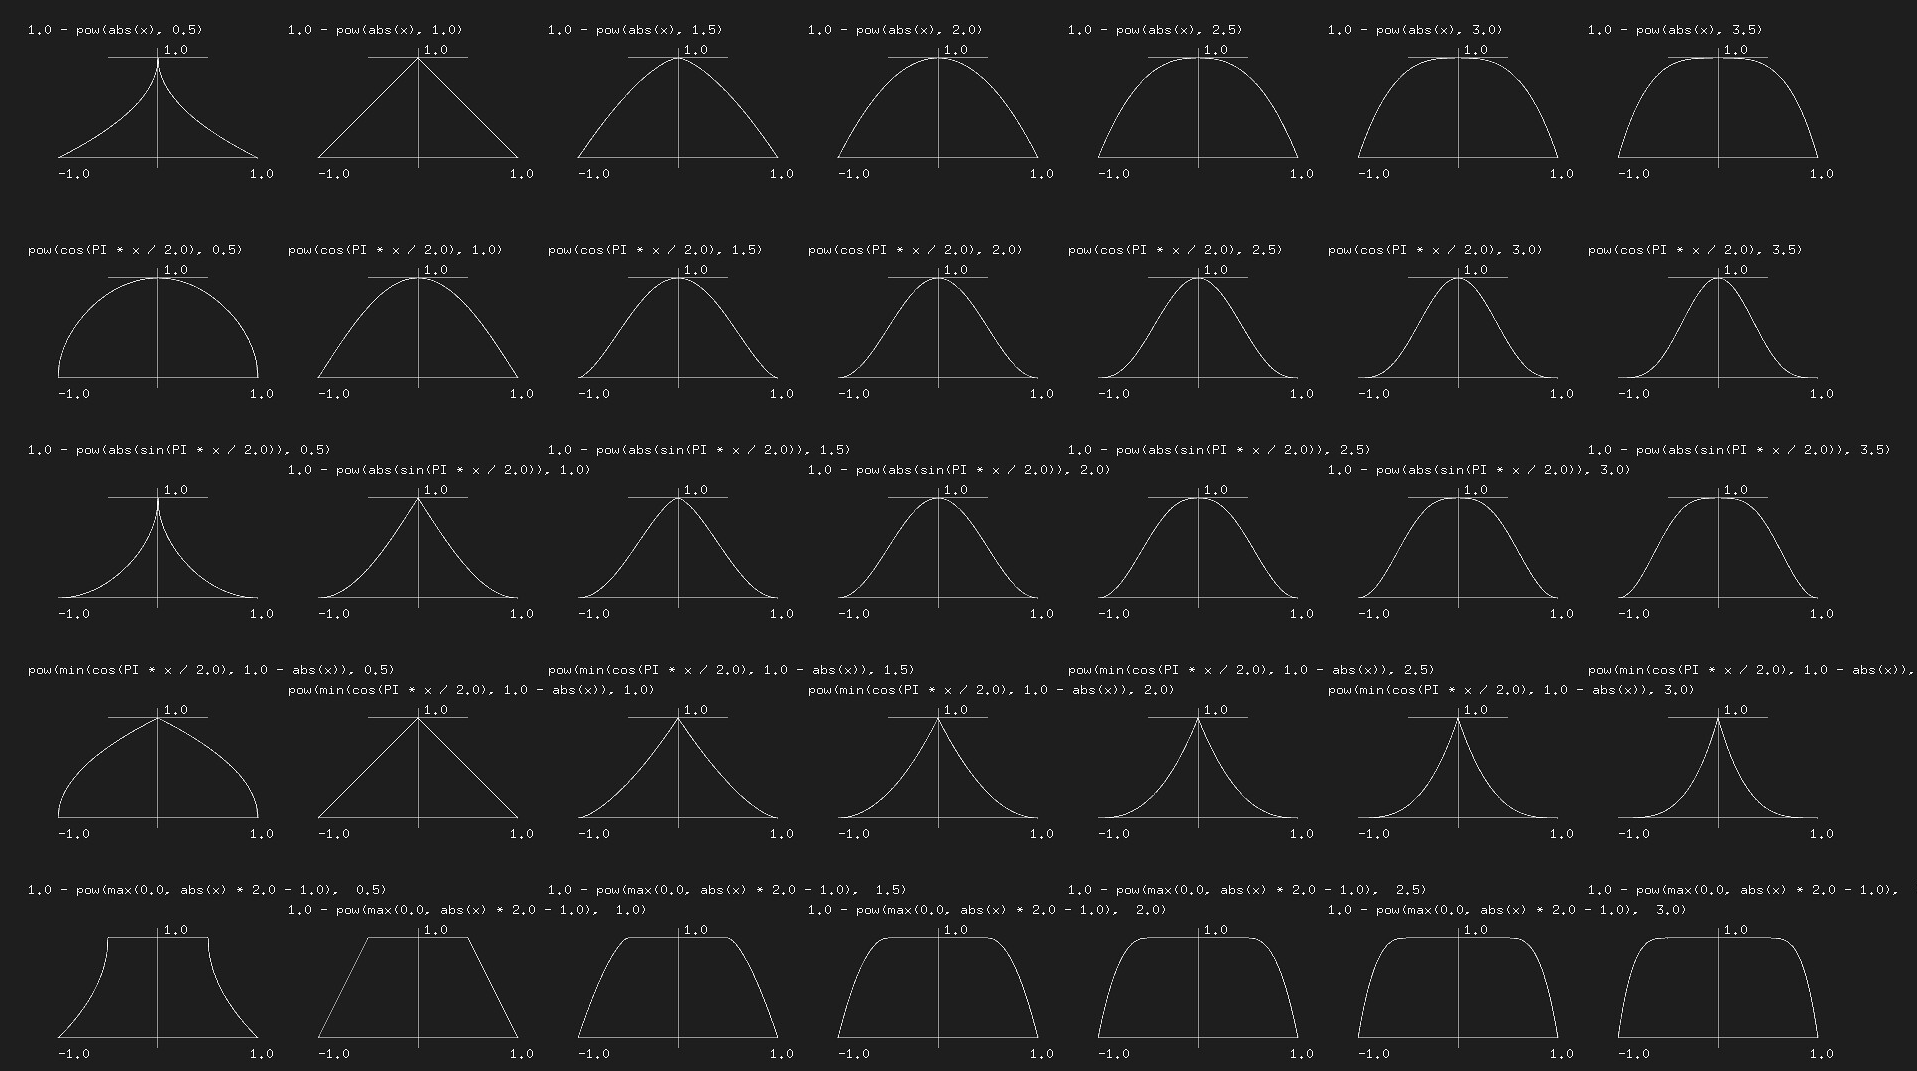 1.0 - pow(abs(x), 0.5)
1.0 - pow(abs(x), 1.0)
1.0 - pow(abs(x), 1.5)
1.0 - pow(abs(x), 2.0)
1.0 - pow(abs(x), 2.5)
1.0 - pow(abs(x), 3.0)
1.0 - pow(abs(x), 3.5)
1.0
1.0
1.0
1.0
1.0
1.0
1.0
-1.0 1.0
-1.0 1.0
-1.0 1.0
-1.0 1.0
-1.0 1.0
-1.0 1.0
-1.0 1.0
pow(cos(PI * x / 2.0), 0.5)
pow(cos(PI * x / 2.0), 1.0)
pow(cos(PI * x / 2.0), 1.5)
pow(cos(PI * x / 2.0), 2.0)
pow(cos(PI * x / 2.0), 2.5)
pow(cos(PI * x / 2.0), 3.0)
pow(cos(PI * x / 2.0), 3.5)
1.0
1.0
1.0
1.0
1.0
1.0
1.0
-1.0 1.0
-1.0 1.0
-1.0 1.0
-1.0 1.0
-1.0 1.0
-1.0 1.0
-1.0 1.0
1.0 - pow(abs(sin(PI * x / 2.0)), 0.5)
1.0 - pow(abs(sin(PI * x / 2.0)), 1.5)
1.0 - pow(abs(sin(PI * x / 2.0)), 2.5)
1.0 - pow(abs(sin(PI * x / 2.0)), 3.5)
1.0 - pow(abs(sin(PI * x / 2.0)), 1.0)
1.0 - pow(abs(sin(PI * x / 2.0)), 2.0)
1.0 - pow(abs(sin(PI * x / 2.0)), 3.0)
1.0
1.0
1.0
1.0
1.0
1.0
1.0
-1.0 1.0
-1.0 1.0
-1.0 1.0
-1.0 1.0
-1.0 1.0
-1.0 1.0
-1.0 1.0
pow(min(cos(PI * x / 2.0), 1.0 - abs(x)), 0.5)
pow(min(cos(PI * x / 2.0), 1.0 - abs(x)), 1.5)
pow(min(cos(PI * x / 2.0), 1.0 - abs(x)), 2.5)
pow(min(cos(PI * x / 2.0), 1.0 - abs(x)),
pow(min(cos(PI * x / 2.0), 1.0 - abs(x)), 1.0)
pow(min(cos(PI * x / 2.0), 1.0 - abs(x)), 2.0)
pow(min(cos(PI * x / 2.0), 1.0 - abs(x)), 3.0)
1.0
1.0
1.0
1.0
1.0
1.0
1.0
-1.0 1.0
-1.0 1.0
-1.0 1.0
-1.0 1.0
-1.0 1.0
-1.0 1.0
-1.0 1.0
1.0 - pow(max(0.0, abs(x) * 2.0 - 1.0),  0.5)
1.0 - pow(max(0.0, abs(x) * 2.0 - 1.0),  1.5)
1.0 - pow(max(0.0, abs(x) * 2.0 - 1.0),  2.5)
1.0 - pow(max(0.0, abs(x) * 2.0 - 1.0),
1.0 - pow(max(0.0, abs(x) * 2.0 - 1.0),  1.0)
1.0 - pow(max(0.0, abs(x) * 2.0 - 1.0),  2.0)
1.0 - pow(max(0.0, abs(x) * 2.0 - 1.0),  3.0)
1.0
1.0
1.0
1.0
1.0
1.0
1.0
-1.0 1.0
-1.0 1.0
-1.0 1.0
-1.0 1.0
-1.0 1.0
-1.0 1.0
-1.0 1.0